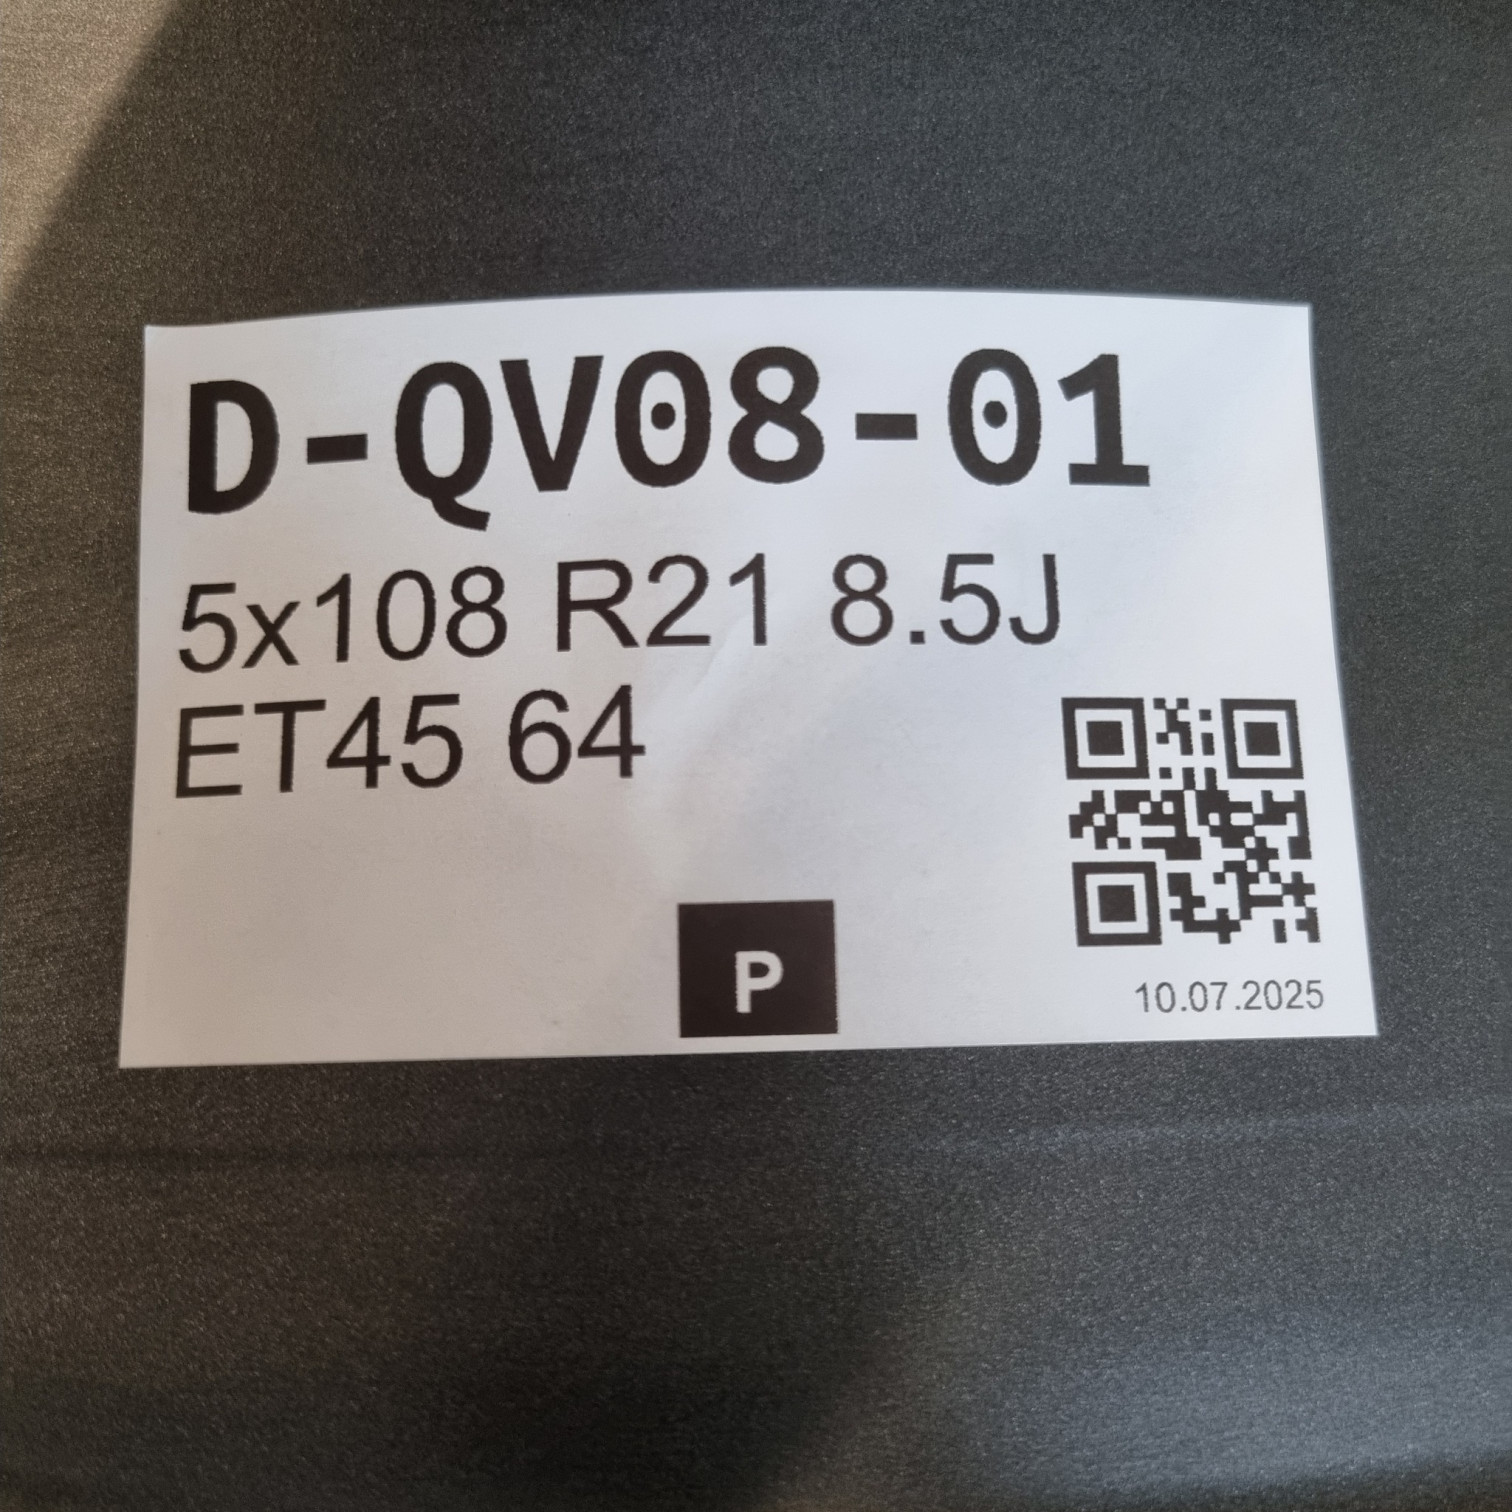 D-QV08-01
5x108 R21 8.5J
ET45 64
P
10.07.2025